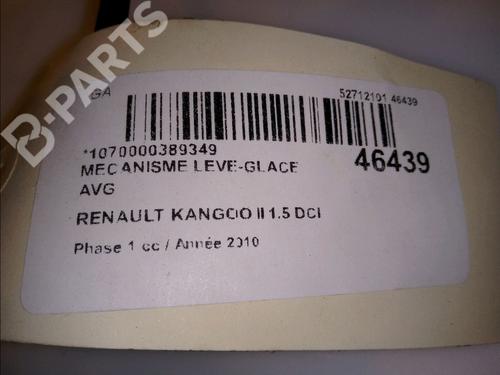 B-PARTS
GA
52712101 46439
*1070000389349
46439
MECANISME LEVE-GLACE
AVG
RENAULT KANGOO II 1.5 DCI
Phase 1 cc / Année 2010